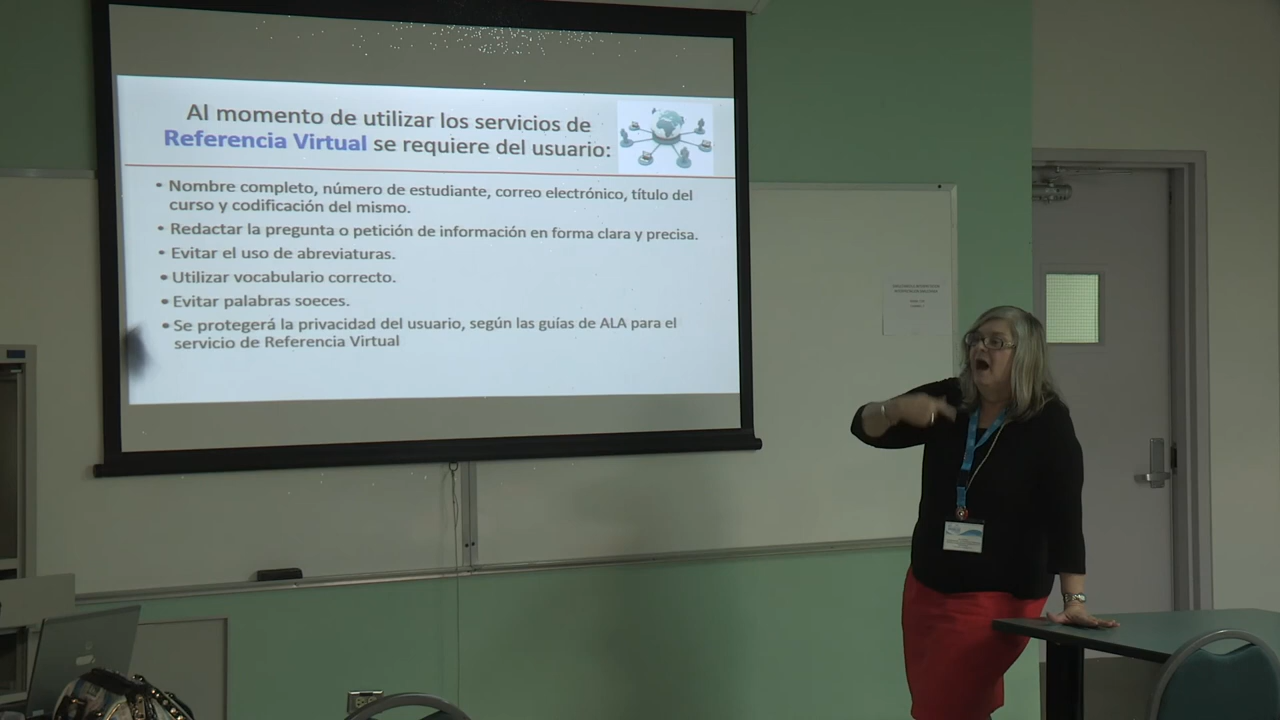 Al momento de utilizar los servicios de
Referencia Virtual se requiere del usuario:
• Nombre completo, número de estudiante, correo electrónico, título del
curso y codificación del mismo.
• Redactar la pregunta o petición de información en forma clara y precisa.
• Evitar el uso de abreviaturas.
• Utilizar vocabulario correcto.
• Evitar palabras soeces.
• Se protegerá la privacidad del usuario, según las guías de ALA para el
servicio de Referencia Virtual